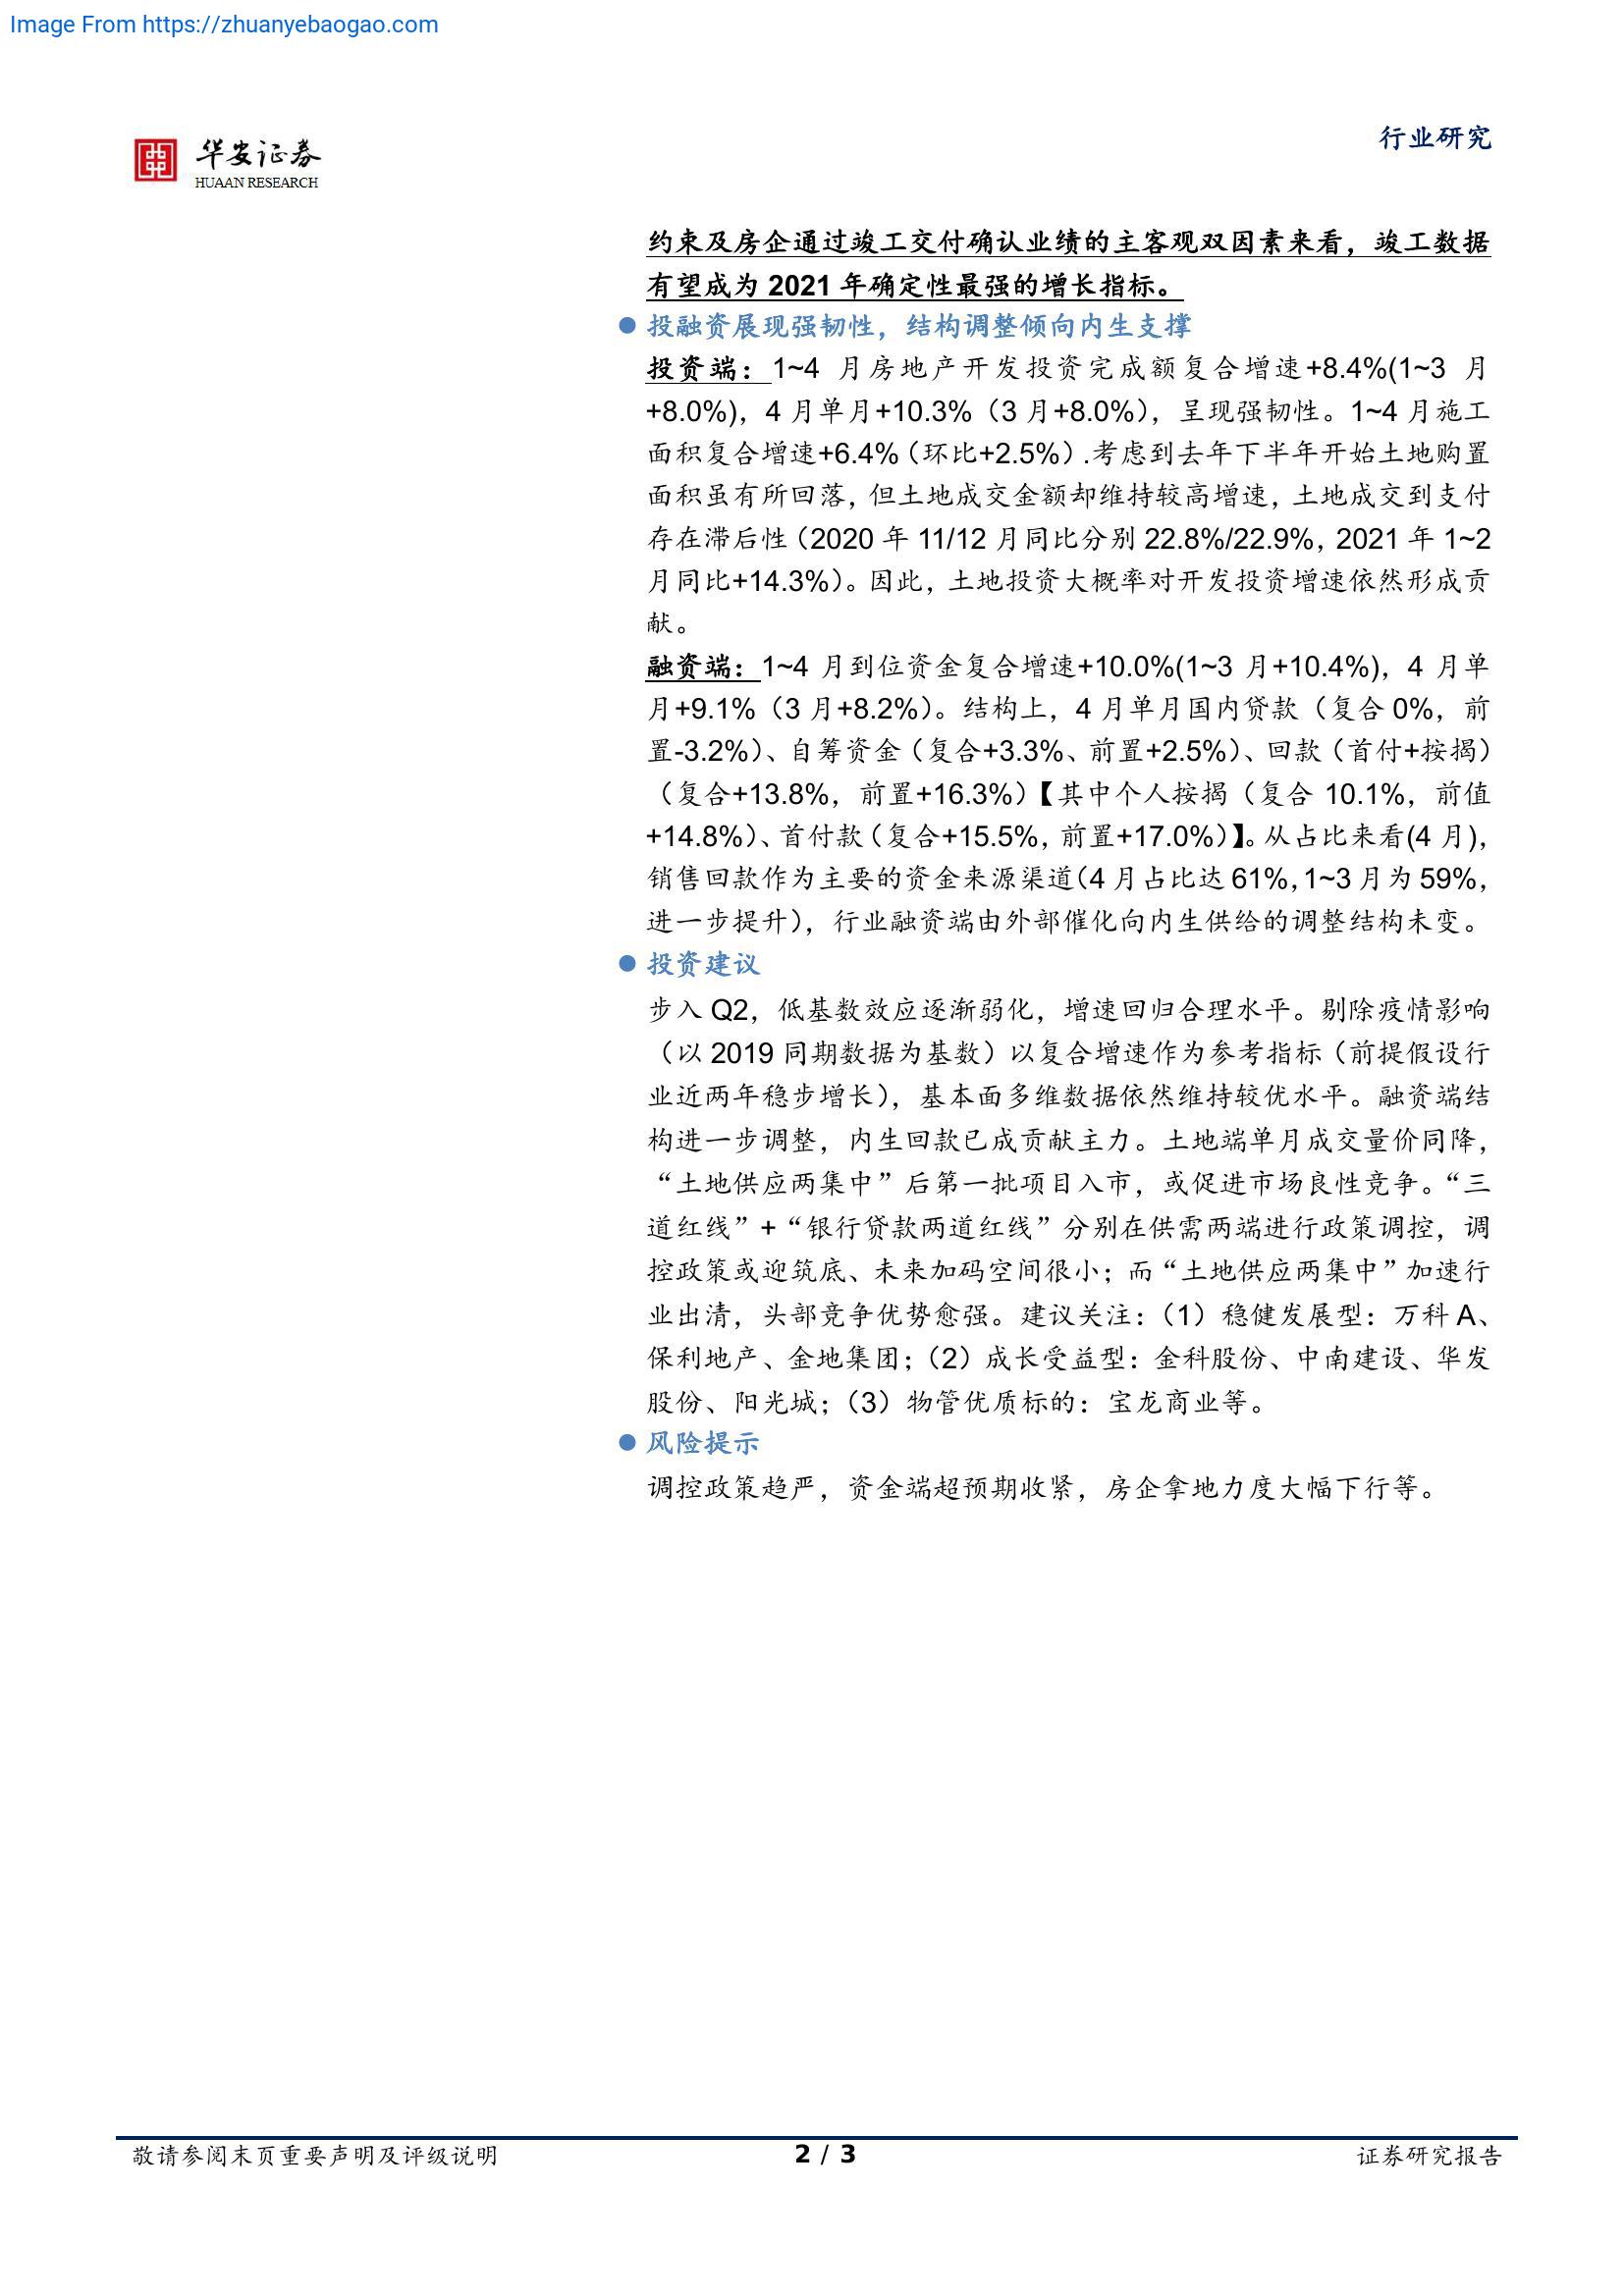 Image From https://zhuanyebaogao.com
华安证券
HUAAN RESEARCH
行业研究
约束及房企通过竣工交付确认业绩的主客观双因素来看，竣工数据
有望成为 2021 年确定性最强的增长指标。
● 投融资展现强韧性，结构调整倾向内生支撑
投资端：1~4 月房地产开发投资完成额复合增速+8.4%(1~3 月
+8.0%)，4 月单月+10.3%（3 月+8.0%），呈现强韧性。1~4 月施工
面积复合增速+6.4%（环比+2.5%）.考虑到去年下半年开始土地购置
面积虽有所回落，但土地成交金额却维持较高增速，土地成交到支付
存在滞后性（2020 年 11/12 月同比分别 22.8%/22.9%，2021 年 1~2
月同比+14.3%）。因此，土地投资大概率对开发投资增速依然形成贡
献。
融资端：1~4 月到位资金复合增速+10.0%(1~3 月+10.4%)，4 月单
月+9.1%（3 月+8.2%）。结构上，4 月单月国内贷款（复合 0%，前
置-3.2%）、自筹资金（复合+3.3%、前置+2.5%）、回款（首付+按揭）
（复合+13.8%，前置+16.3%）【其中个人按揭（复合 10.1%，前值
+14.8%）、首付款（复合+15.5%，前置+17.0%）】。从占比来看(4 月)，
销售回款作为主要的资金来源渠道（4 月占比达 61%，1~3 月为 59%，
进一步提升），行业融资端由外部催化向内生供给的调整结构未变。
● 投资建议
步入 Q2，低基数效应逐渐弱化，增速回归合理水平。剔除疫情影响
（以 2019 同期数据为基数）以复合增速作为参考指标（前提假设行
业近两年稳步增长），基本面多维数据依然维持较优水平。融资端结
构进一步调整，内生回款已成贡献主力。土地端单月成交量价同降，
“土地供应两集中”后第一批项目入市，或促进市场良性竞争。“三
道红线”+“银行贷款两道红线”分别在供需两端进行政策调控，调
控政策或迎筑底、未来加码空间很小；而“土地供应两集中”加速行
业出清，头部竞争优势愈强。建议关注：（1）稳健发展型：万科 A、
保利地产、金地集团；（2）成长受益型：金科股份、中南建设、华发
股份、阳光城；（3）物管优质标的：宝龙商业等。
● 风险提示
调控政策趋严，资金端超预期收紧，房企拿地力度大幅下行等。
敬请参阅末页重要声明及评级说明
2 / 3
证券研究报告